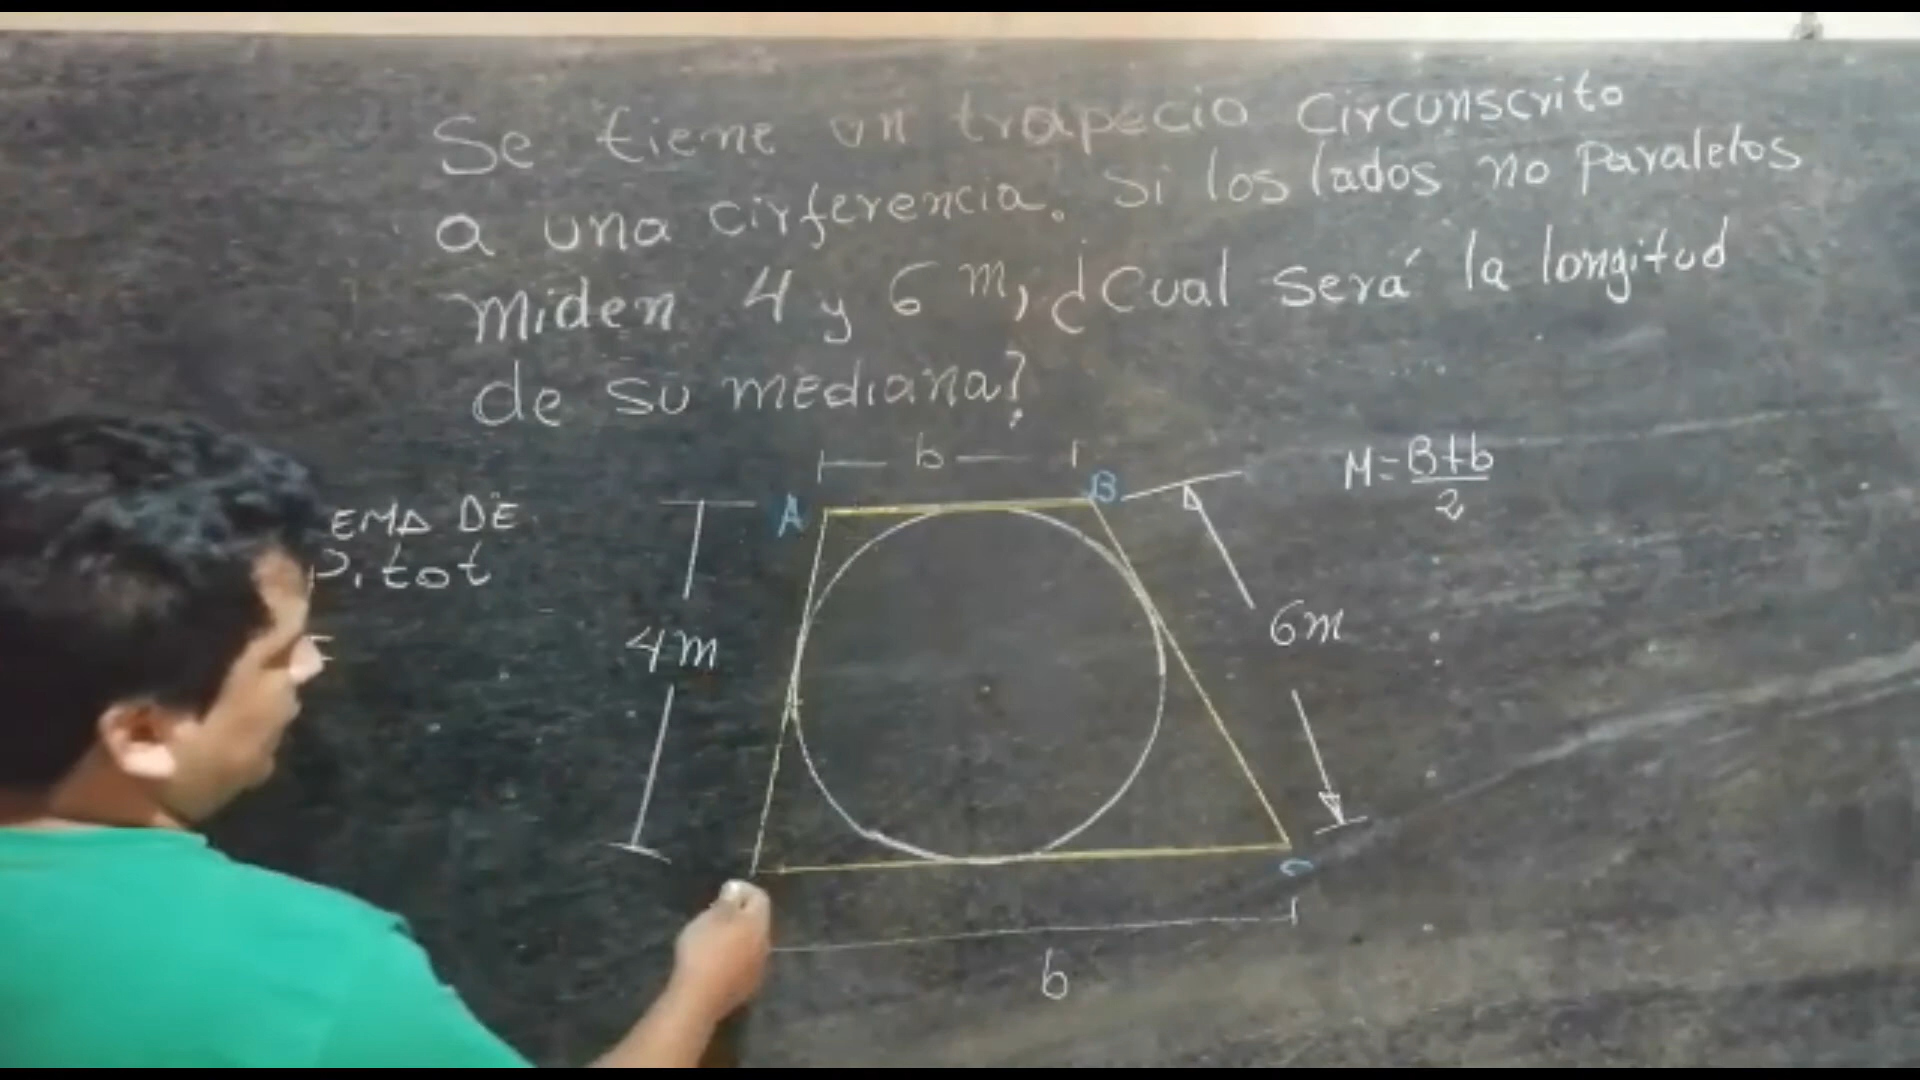 Se tiene un trapecio circunscrito
a una cirferencia. Si los lados no paralelos
miden 4 y 6 m, ¿Cual será la longitud
de su mediana?
b
M=B+b
2
A
B
EMA DE
Pitot
4m
6m
C
b